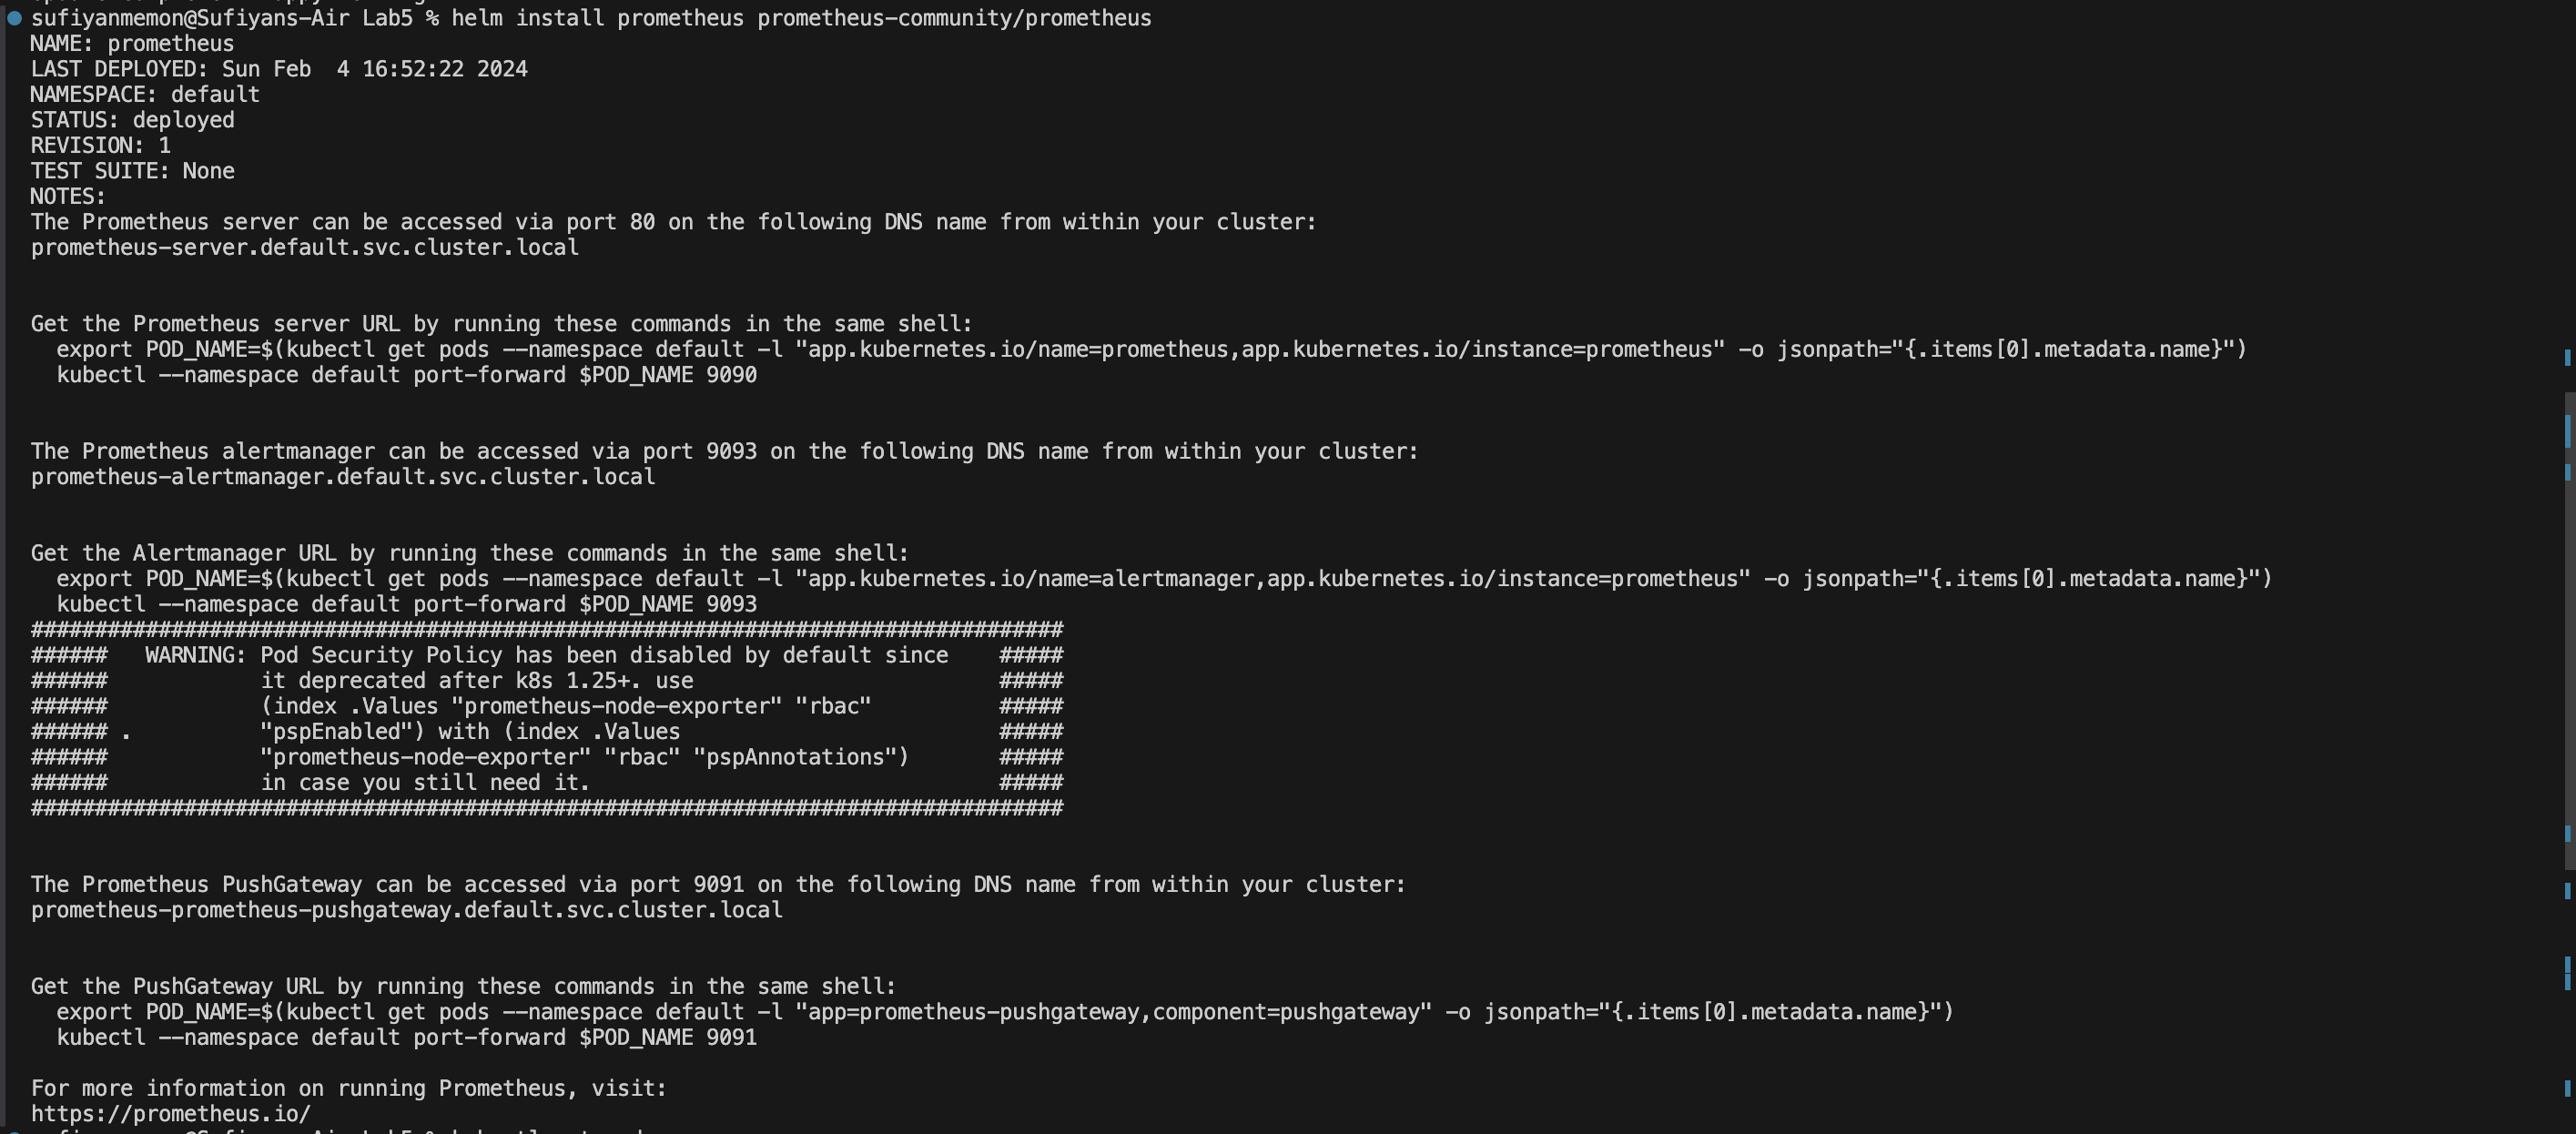 sufiyanmemon@Sufiyans-Air Lab5 % helm install prometheus prometheus-community/prometheus
NAME: prometheus
LAST DEPLOYED: Sun Feb  4 16:52:22 2024
NAMESPACE: default
STATUS: deployed
REVISION: 1
TEST SUITE: None
NOTES:
The Prometheus server can be accessed via port 80 on the following DNS name from within your cluster:
prometheus-server.default.svc.cluster.local
Get the Prometheus server URL by running these commands in the same shell:
  export POD_NAME=$(kubectl get pods --namespace default -l "app.kubernetes.io/name=prometheus,app.kubernetes.io/instance=prometheus" -o jsonpath="{.items[0].metadata.name}")
  kubectl --namespace default port-forward $POD_NAME 9090
The Prometheus alertmanager can be accessed via port 9093 on the following DNS name from within your cluster:
prometheus-alertmanager.default.svc.cluster.local
Get the Alertmanager URL by running these commands in the same shell:
  export POD_NAME=$(kubectl get pods --namespace default -l "app.kubernetes.io/name=alertmanager,app.kubernetes.io/instance=prometheus" -o jsonpath="{.items[0].metadata.name}")
  kubectl --namespace default port-forward $POD_NAME 9093
#################################################################################
######   WARNING: Pod Security Policy has been disabled by default since    #####
######            it deprecated after k8s 1.25+. use                        #####
######            (index .Values "prometheus-node-exporter" "rbac"          #####
###### .          "pspEnabled") with (index .Values                         #####
######            "prometheus-node-exporter" "rbac" "pspAnnotations")       #####
######            in case you still need it.                                #####
#################################################################################
The Prometheus PushGateway can be accessed via port 9091 on the following DNS name from within your cluster:
prometheus-prometheus-pushgateway.default.svc.cluster.local
Get the PushGateway URL by running these commands in the same shell:
  export POD_NAME=$(kubectl get pods --namespace default -l "app=prometheus-pushgateway,component=pushgateway" -o jsonpath="{.items[0].metadata.name}")
  kubectl --namespace default port-forward $POD_NAME 9091
For more information on running Prometheus, visit:
https://prometheus.io/